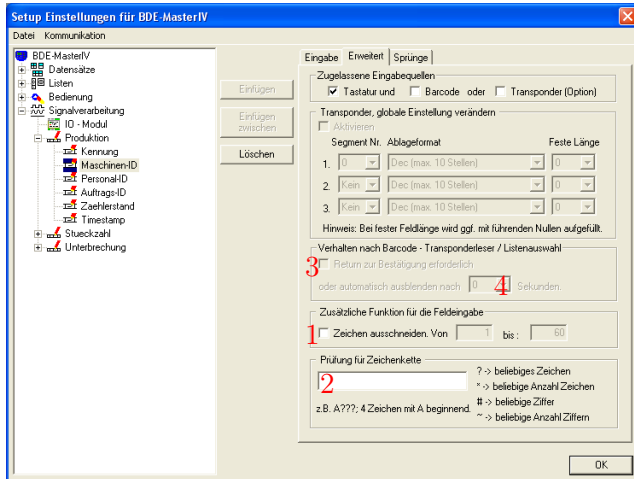 Setup Einstellungen für BDE-MasterIV
Datei Kommunikation
BDE-MasterIV
Datensätze
Listen
Bedienung
Signalverarbeitung
IO - Modul
Produktion
Kennung
Maschinen-ID
Personal-ID
Auftrags-ID
Zaehlerstand
Timestamp
Stueckzahl
Unterbrechung
Einfügen
Einfügen
zwischen
Löschen
Eingabe Erweitert Sprünge
Zugelassene Eingabequellen
Tastatur und Barcode oder Transponder (Option)
Transponder, globale Einstellung verändern
Aktivieren
Segment Nr. Ablageformat Feste Länge
1. 0 Dec (max. 10 Stellen) 0
2. Kein Dec (max. 10 Stellen) 0
3. Kein Dec (max. 10 Stellen) 0
Hinweis: Bei fester Feldlänge wird ggf. mit führenden Nullen aufgefüllt.
Verhalten nach Barcode - Transponderleser / Listenauswahl
3 Return zur Bestätigung erforderlich
oder automatisch ausblenden nach 0 4 Sekunden.
Zusätzliche Funktion für die Feldeingabe
1 Zeichen ausschneiden. Von 1 bis : 60
Prüfung für Zeichenkette
2
z.B. A???; 4 Zeichen mit A beginnend.
? -> beliebiges Zeichen
* -> beliebige Anzahl Zeichen
# -> beliebige Ziffer
~ -> beliebige Anzahl Ziffern
OK